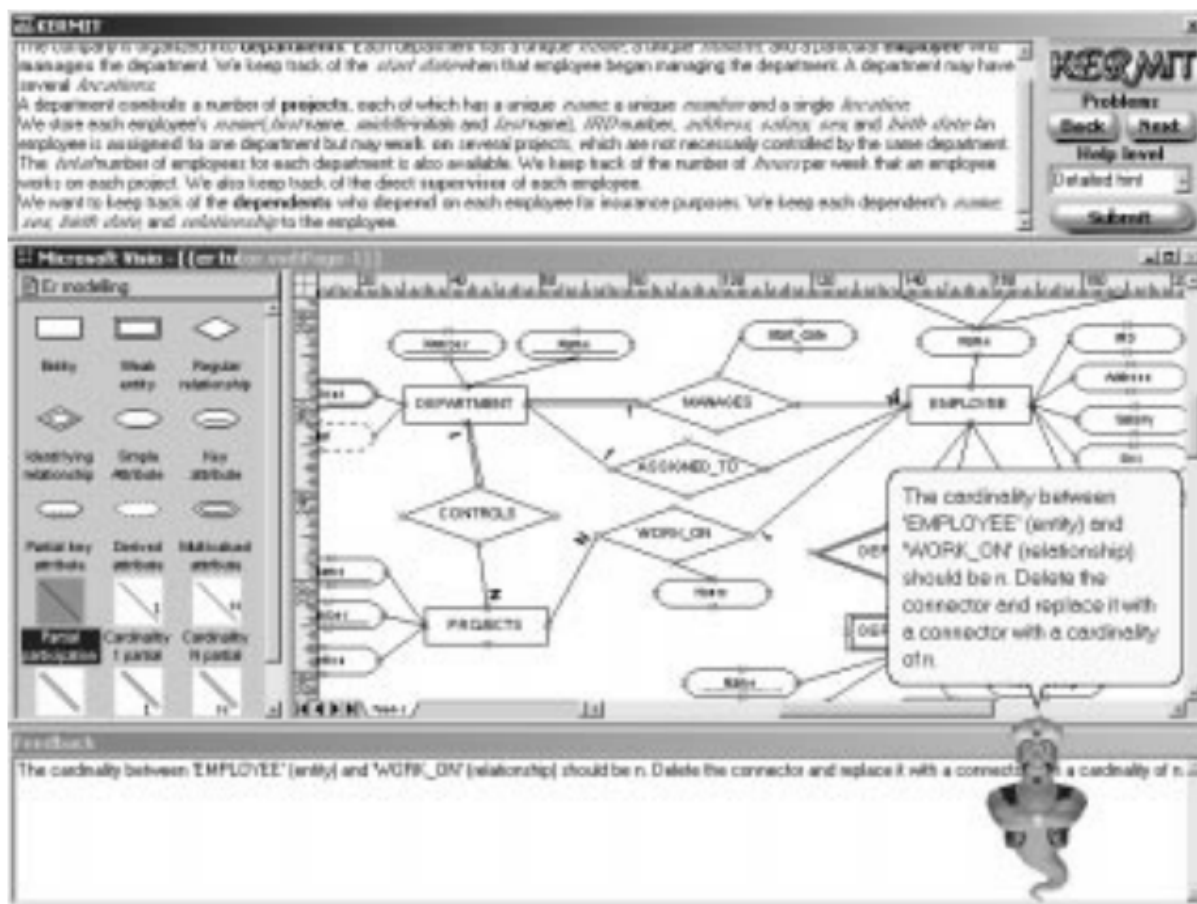 KERMIT
The company is organized into departments. Each department has a unique name, a unique number, and a particular employee who
manages the department. We keep track of the start date when that employee began managing the department. A department may have
several locations.
A department controls a number of projects, each of which has a unique name, a unique number and a single location.
We store each employee's name (first name, middle initials and last name), IRD number, address, salary, sex, and birth date. An
employee is assigned to one department but may work on several projects, which are not necessarily controlled by the same department.
The total number of employees for each department is also available. We keep track of the number of hours per week that an employee
works on each project. We also keep track of the direct supervisor of each employee.
We want to keep track of the dependents who depend on each employee for insurance purposes. We keep each dependent's name,
sex, birth date, and relationship to the employee.
KERMIT
Problems
Back Next
Help level
Detailed hint
Submit
Microsoft Visio
Er modelling
Entity
Weak entity
Regular relationship
Identifying relationship
Simple Attribute
Key attribute
Partial key attribute
Derived attribute
Multivalued attribute
Partial participation
Cardinality 1 partial
Cardinality N partial
Number
Name
Start_date
Name
IRD
Address
Salary
Sex
DEPARTMENT
MANAGES
EMPLOYEE
ASSIGNED_TO
CONTROLS
WORK_ON
PROJECTS
Name
The cardinality between
'EMPLOYEE' (entity) and
'WORK_ON' (relationship)
should be n. Delete the
connector and replace it with
a connector with a cardinality
of n.
Feedback
The cardinality between 'EMPLOYEE' (entity) and 'WORK_ON' (relationship) should be n. Delete the connector and replace it with a connector a cardinality of n.